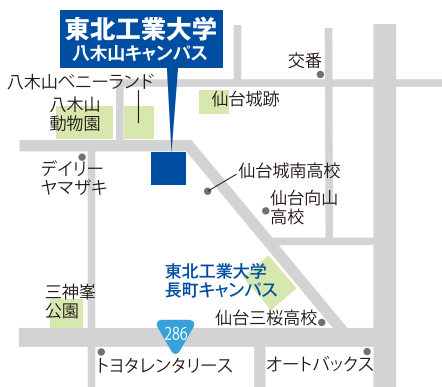 東北工業大学
八木山キャンパス
交番
八木山ベニーランド
八木山
動物園
仙台城跡
デイリー
ヤマザキ
仙台城南高校
仙台向山
高校
東北工業大学
長町キャンパス
三神峯
公園
仙台三桜高校
286
トヨタレンタリース
オートバックス